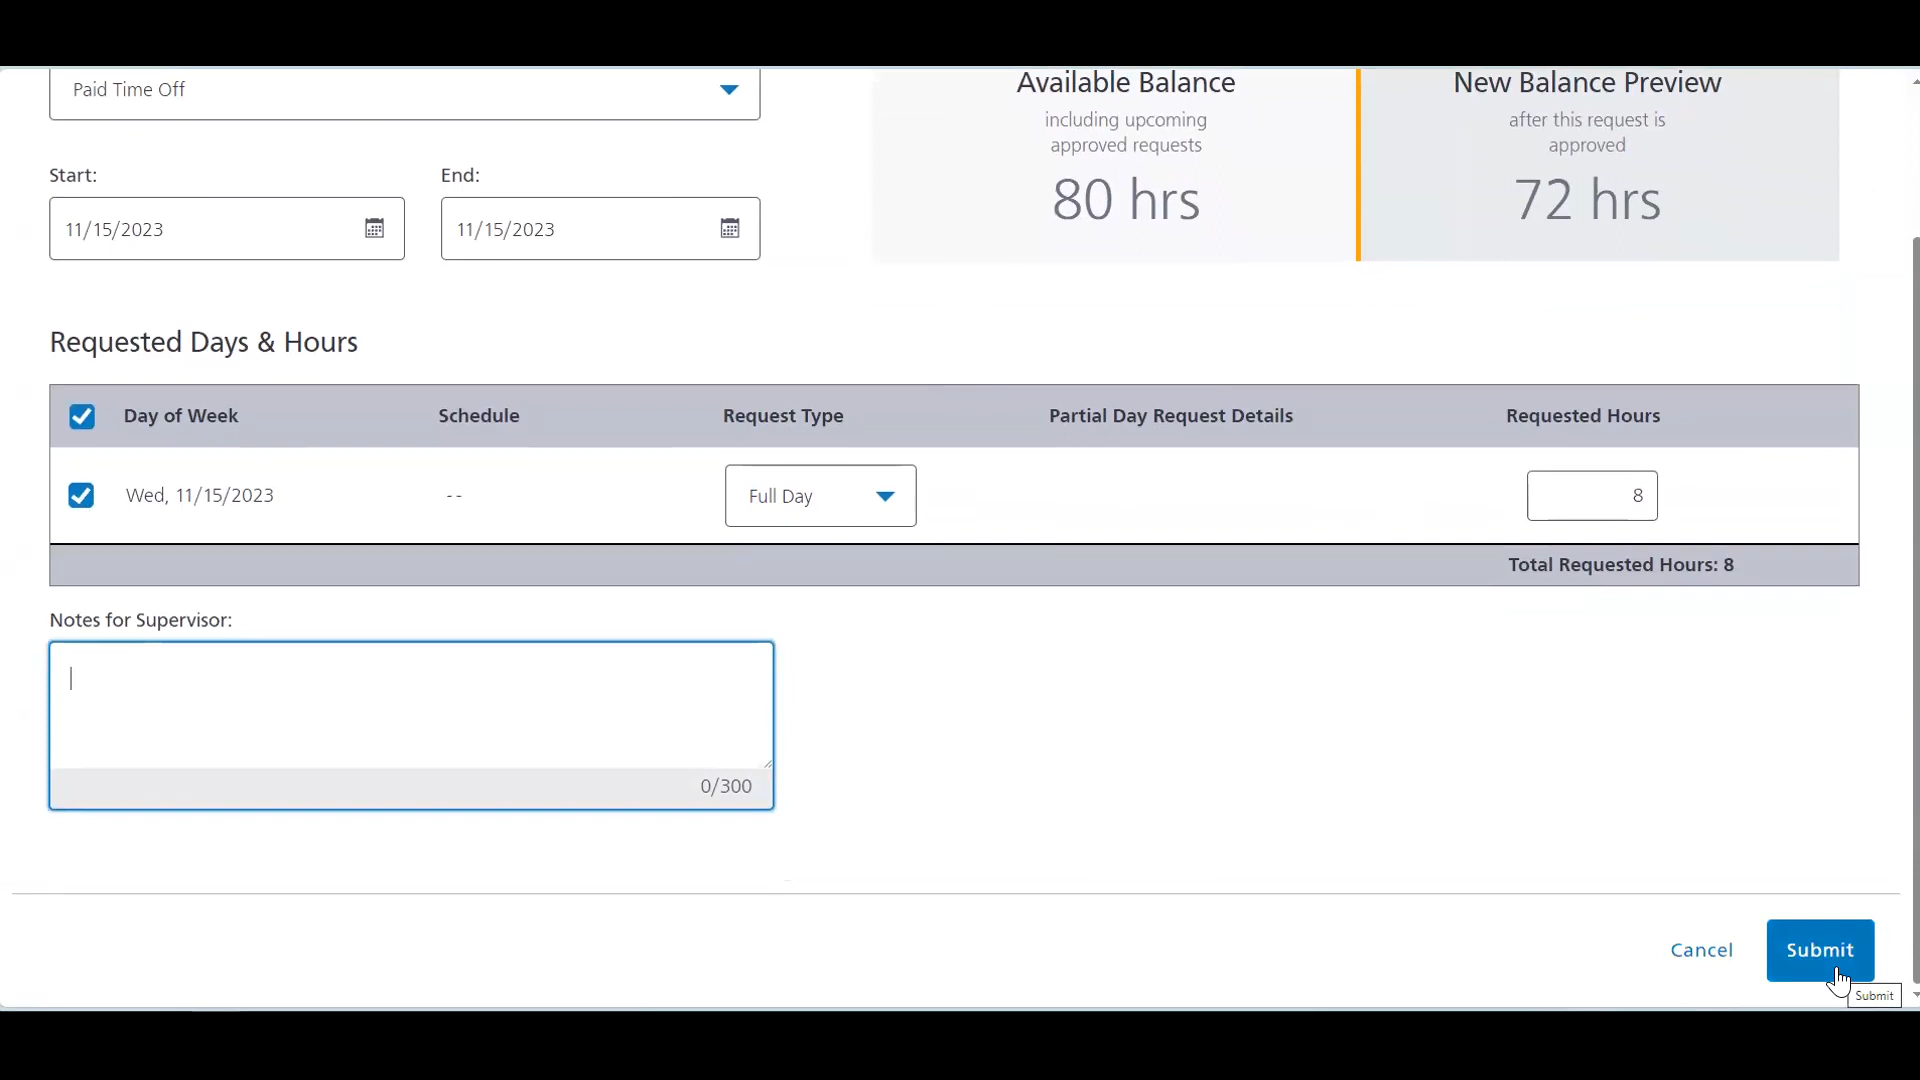 Paid Time Off
Available Balance
including upcoming
approved requests
80 hrs
New Balance Preview
after this request is
approved
72 hrs
Start:
End:
11/15/2023
11/15/2023
Requested Days & Hours
Day of Week Schedule Request Type Partial Day Request Details Requested Hours
Wed, 11/15/2023 -- Full Day 8
Total Requested Hours: 8
Notes for Supervisor:
0/300
Cancel Submit
Submit